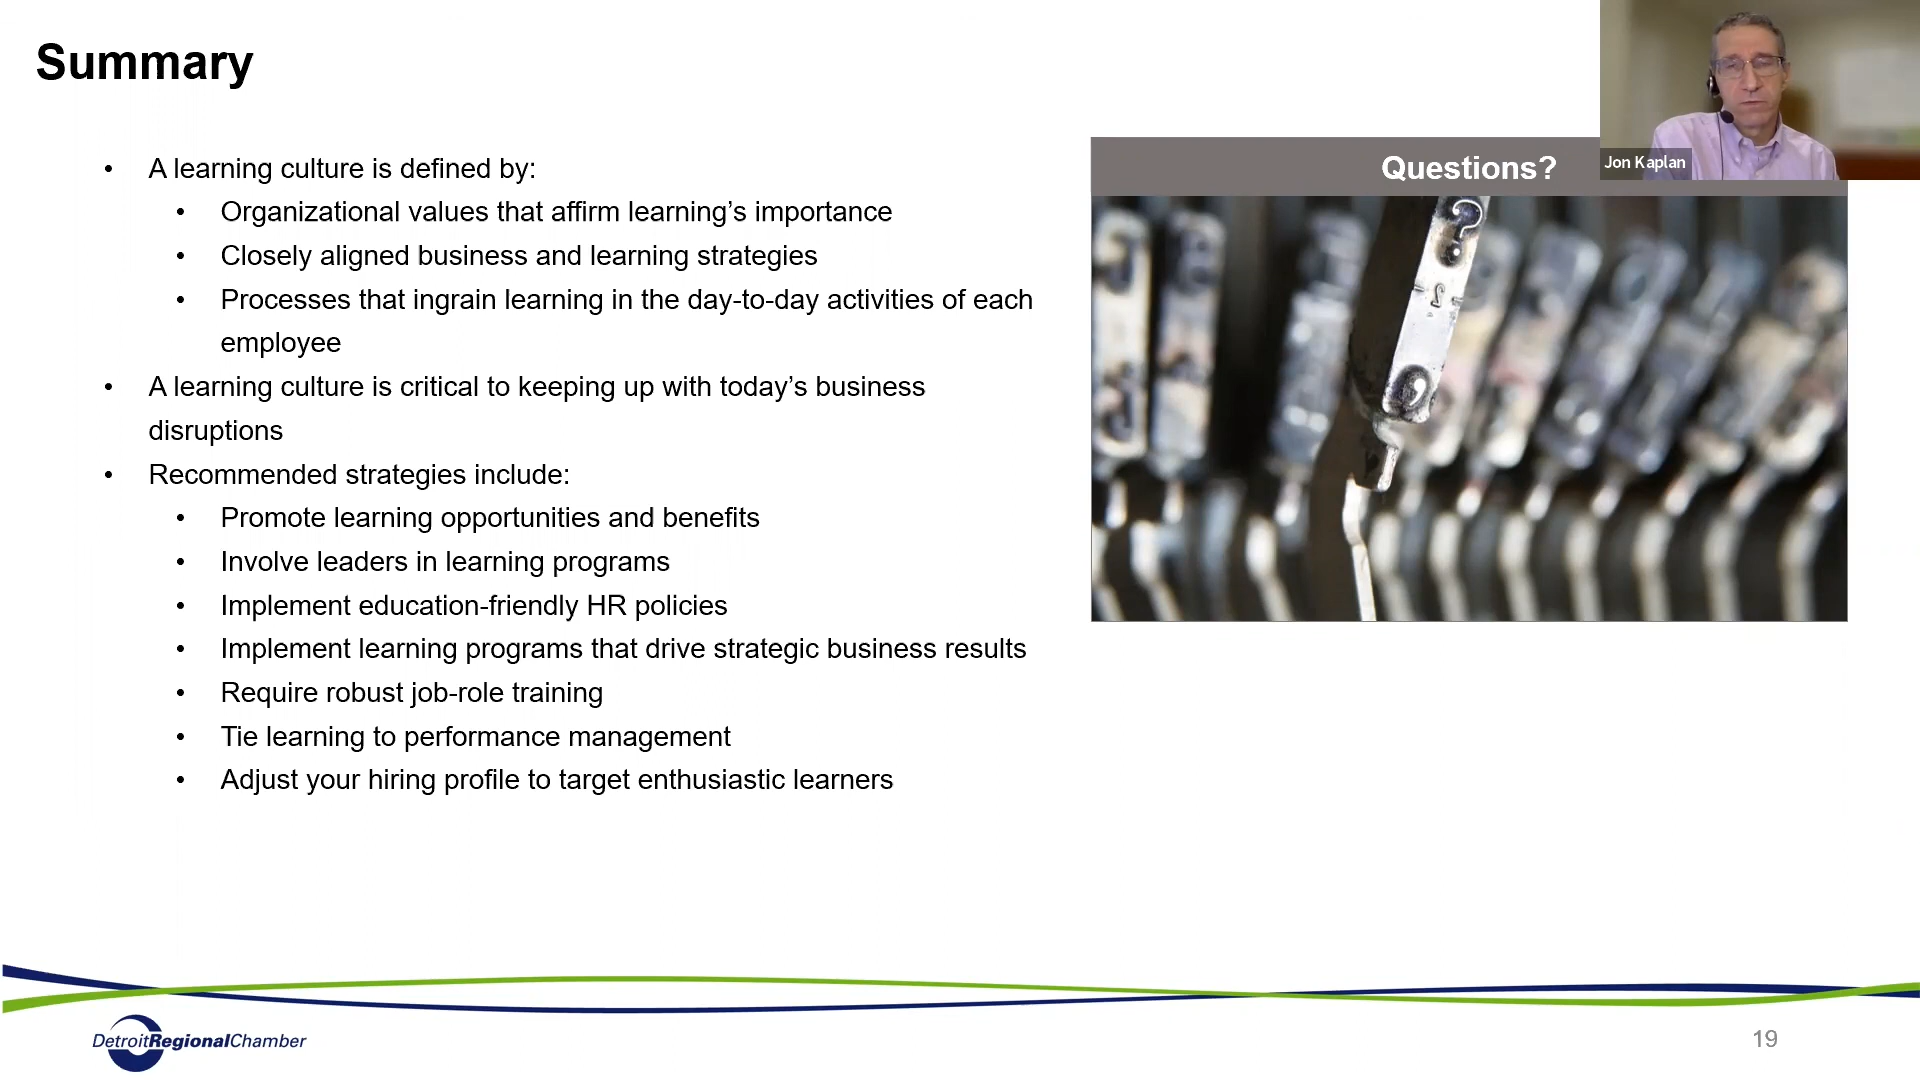 Summary
• A learning culture is defined by:
• Organizational values that affirm learning’s importance
• Closely aligned business and learning strategies
• Processes that ingrain learning in the day-to-day activities of each
employee
• A learning culture is critical to keeping up with today’s business
disruptions
• Recommended strategies include:
• Promote learning opportunities and benefits
• Involve leaders in learning programs
• Implement education-friendly HR policies
• Implement learning programs that drive strategic business results
• Require robust job-role training
• Tie learning to performance management
• Adjust your hiring profile to target enthusiastic learners
Questions?
Jon Kaplan
?
DetroitRegionalChamber
19